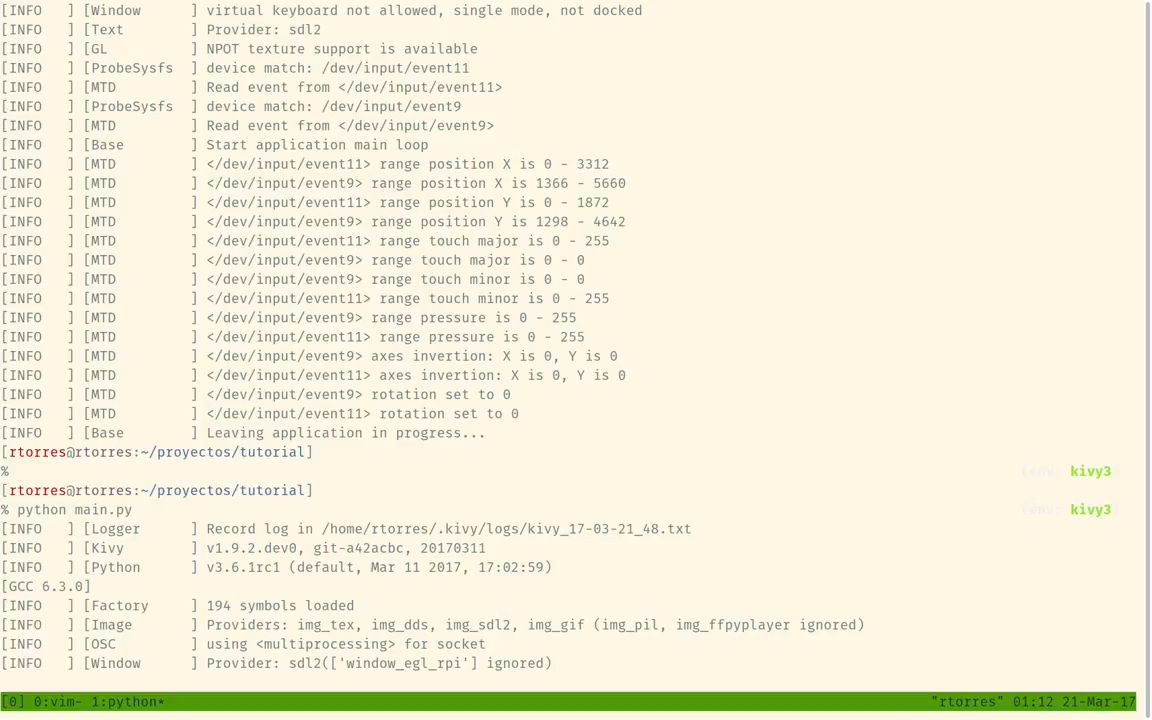 [INFO   ] [Window      ] virtual keyboard not allowed, single mode, not docked
[INFO   ] [Text        ] Provider: sdl2
[INFO   ] [GL          ] NPOT texture support is available
[INFO   ] [ProbeSysfs  ] device match: /dev/input/event11
[INFO   ] [MTD         ] Read event from </dev/input/event11>
[INFO   ] [ProbeSysfs  ] device match: /dev/input/event9
[INFO   ] [MTD         ] Read event from </dev/input/event9>
[INFO   ] [Base        ] Start application main loop
[INFO   ] [MTD         ] </dev/input/event11> range position X is 0 - 3312
[INFO   ] [MTD         ] </dev/input/event9> range position X is 1366 - 5660
[INFO   ] [MTD         ] </dev/input/event11> range position Y is 0 - 1872
[INFO   ] [MTD         ] </dev/input/event9> range position Y is 1298 - 4642
[INFO   ] [MTD         ] </dev/input/event11> range touch major is 0 - 255
[INFO   ] [MTD         ] </dev/input/event9> range touch major is 0 - 0
[INFO   ] [MTD         ] </dev/input/event9> range touch minor is 0 - 0
[INFO   ] [MTD         ] </dev/input/event11> range touch minor is 0 - 255
[INFO   ] [MTD         ] </dev/input/event9> range pressure is 0 - 255
[INFO   ] [MTD         ] </dev/input/event11> range pressure is 0 - 255
[INFO   ] [MTD         ] </dev/input/event9> axes invertion: X is 0, Y is 0
[INFO   ] [MTD         ] </dev/input/event11> axes invertion: X is 0, Y is 0
[INFO   ] [MTD         ] </dev/input/event9> rotation set to 0
[INFO   ] [MTD         ] </dev/input/event11> rotation set to 0
[INFO   ] [Base        ] Leaving application in progress...
[rtorres@rtorres:~/proyectos/tutorial]
% (env: kivy3)
[rtorres@rtorres:~/proyectos/tutorial]
% python main.py (env: kivy3)
[INFO   ] [Logger      ] Record log in /home/rtorres/.kivy/logs/kivy_17-03-21_48.txt
[INFO   ] [Kivy        ] v1.9.2.dev0, git-a42acbc, 20170311
[INFO   ] [Python      ] v3.6.1rc1 (default, Mar 11 2017, 17:02:59)
[GCC 6.3.0]
[INFO   ] [Factory     ] 194 symbols loaded
[INFO   ] [Image       ] Providers: img_tex, img_dds, img_sdl2, img_gif (img_pil, img_ffpyplayer ignored)
[INFO   ] [OSC         ] using <multiprocessing> for socket
[INFO   ] [Window      ] Provider: sdl2(['window_egl_rpi'] ignored)
[0] 0:vim- 1:python* "rtorres" 01:12 21-Mar-17